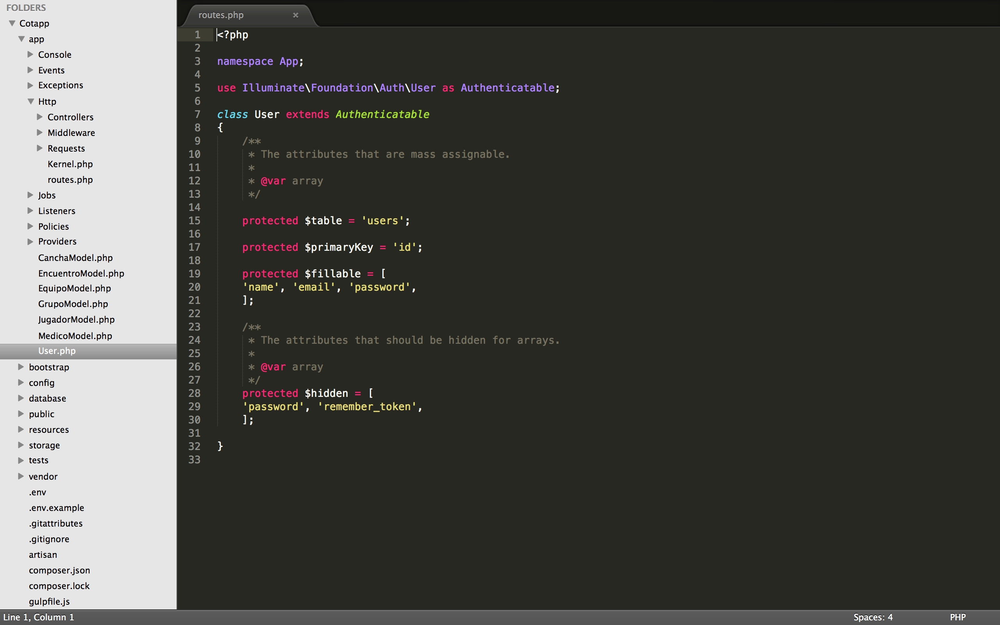 FOLDERS
Cotapp
app
Console
Events
Exceptions
Http
Controllers
Middleware
Requests
Kernel.php
routes.php
Jobs
Listeners
Policies
Providers
CanchaModel.php
EncuentroModel.php
EquipoModel.php
GrupoModel.php
JugadorModel.php
MedicoModel.php
User.php
bootstrap
config
database
public
resources
storage
tests
vendor
.env
.env.example
.gitattributes
.gitignore
artisan
composer.json
composer.lock
gulpfile.js
routes.php ×
1 <?php
2
3 namespace App;
4
5 use Illuminate\Foundation\Auth\User as Authenticatable;
6
7 class User extends Authenticatable
8 {
9     /**
10      * The attributes that are mass assignable.
11      *
12      * @var array
13      */
14
15     protected $table = 'users';
16
17     protected $primaryKey = 'id';
18
19     protected $fillable = [
20     'name', 'email', 'password',
21     ];
22
23     /**
24      * The attributes that should be hidden for arrays.
25      *
26      * @var array
27      */
28     protected $hidden = [
29     'password', 'remember_token',
30     ];
31
32 }
33
Line 1, Column 1
Spaces: 4
PHP